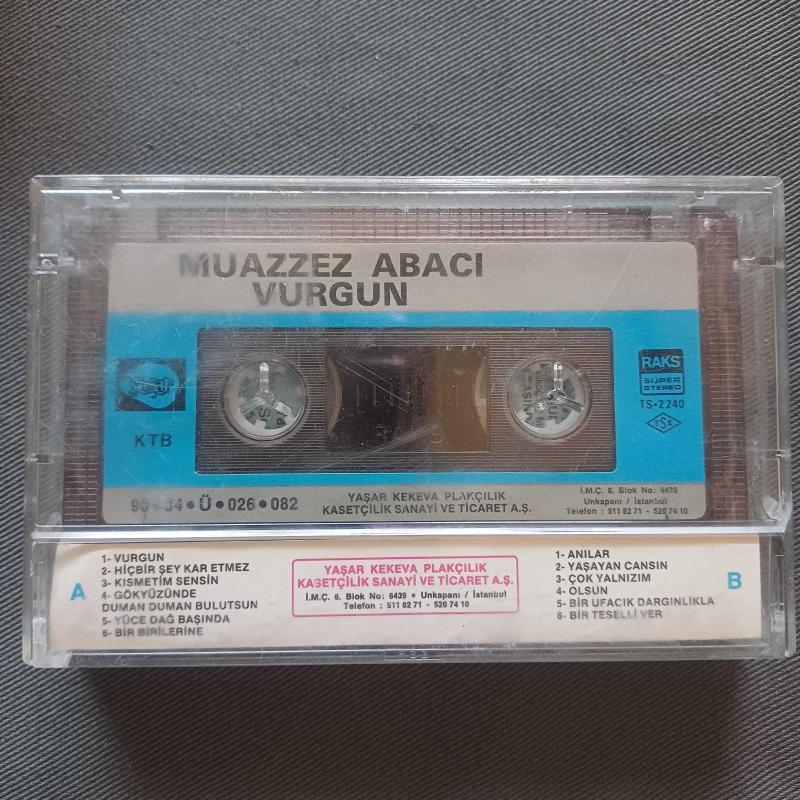 MUAZZEZ ABACI
VURGUN
KTB
RAKS
SUPER
STEREO
TS-2240
TSK
90•34•Ü•026•082
YAŞAR KEKEVA PLAKÇILIK
KASETÇİLİK SANAYİ VE TİCARET A.Ş.
İ.M.Ç. 6. Blok No: 6439
Unkapanı / İstanbul
Telefon : 511 82 71 - 520 74 10
A
1- VURGUN
2- HİÇBİR ŞEY KAR ETMEZ
3- KISMETİM SENSİN
4- GÖKYÜZÜNDE
DUMAN DUMAN BULUTSUN
5- YÜCE DAĞ BAŞINDA
6- BİR BİRİLERİNE
YAŞAR KEKEVA PLAKÇILIK
KASETÇİLİK SANAYİ VE TİCARET A.Ş.
İ.M.Ç. 6. Blok No: 6439 • Unkapanı / İstanbul
Telefon : 511 82 71 - 520 74 10
1- ANILAR
2- YAŞAYAN CANSIN
3- ÇOK YALNIZIM
4- OLSUN
5- BİR UFACIK DARGINLIKLA
6- BİR TESELLİ VER
B